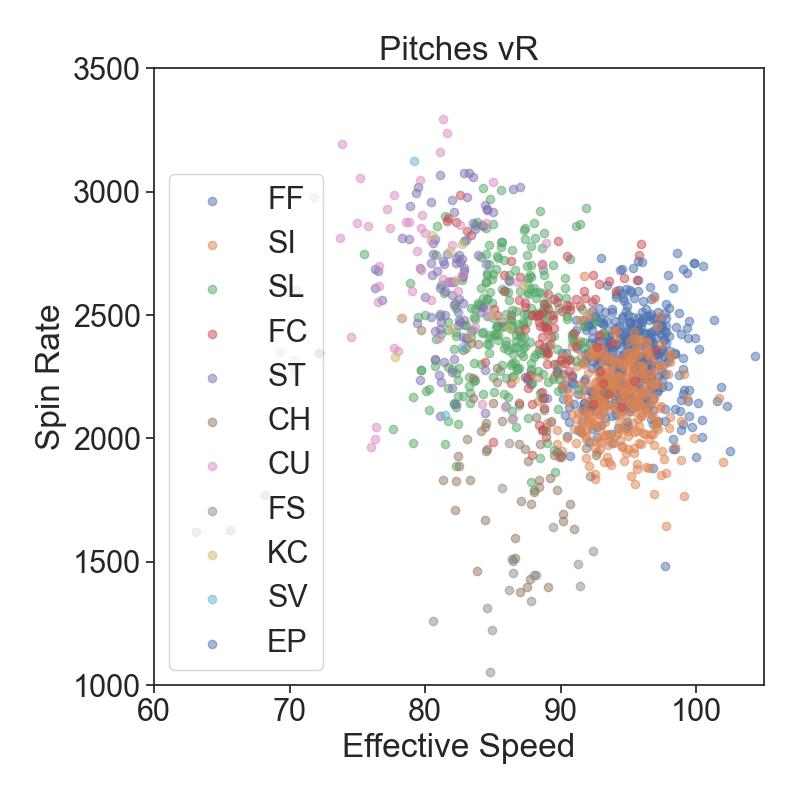 Pitches vR
3500
3000
2500
2000
1500
1000
Spin Rate
FF
SI
SL
FC
ST
CH
CU
FS
KC
SV
EP
60 70 80 90 100
Effective Speed